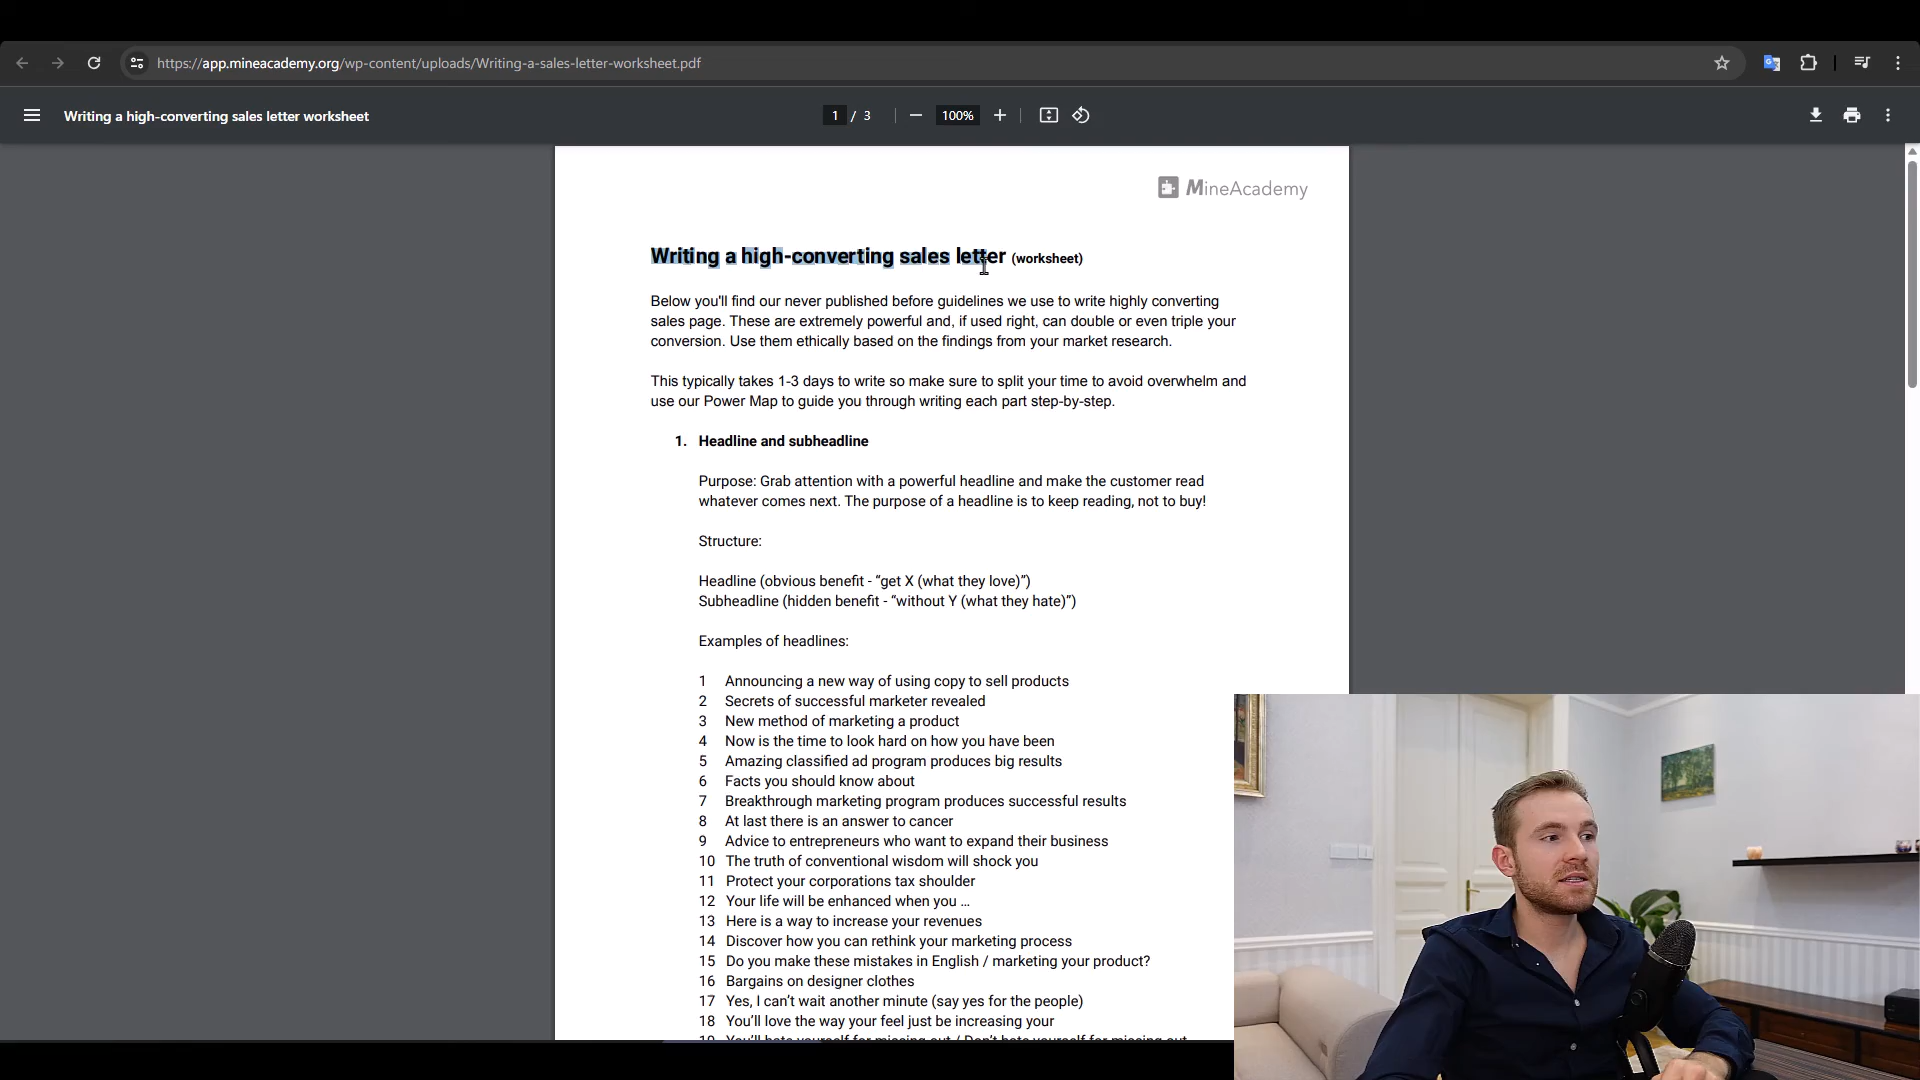 https://app.mineacademy.org/wp-content/uploads/Writing-a-sales-letter-worksheet.pdf
Writing a high-converting sales letter worksheet
1 / 3
100%
MineAcademy
Writing a high-converting sales letter (worksheet)
Below you'll find our never published before guidelines we use to write highly converting
sales page. These are extremely powerful and, if used right, can double or even triple your
conversion. Use them ethically based on the findings from your market research.
This typically takes 1-3 days to write so make sure to split your time to avoid overwhelm and
use our Power Map to guide you through writing each part step-by-step.
1. Headline and subheadline
Purpose: Grab attention with a powerful headline and make the customer read
whatever comes next. The purpose of a headline is to keep reading, not to buy!
Structure:
Headline (obvious benefit - “get X (what they love)”)
Subheadline (hidden benefit - “without Y (what they hate)”)
Examples of headlines:
1 Announcing a new way of using copy to sell products
2 Secrets of successful marketer revealed
3 New method of marketing a product
4 Now is the time to look hard on how you have been
5 Amazing classified ad program produces big results
6 Facts you should know about
7 Breakthrough marketing program produces successful results
8 At last there is an answer to cancer
9 Advice to entrepreneurs who want to expand their business
10 The truth of conventional wisdom will shock you
11 Protect your corporations tax shoulder
12 Your life will be enhanced when you …
13 Here is a way to increase your revenues
14 Discover how you can rethink your marketing process
15 Do you make these mistakes in English / marketing your product?
16 Bargains on designer clothes
17 Yes, I can’t wait another minute (say yes for the people)
18 You’ll love the way your feel just be increasing your
19 You’ll hate yourself for missing out / Don’t hate yourself for missing out